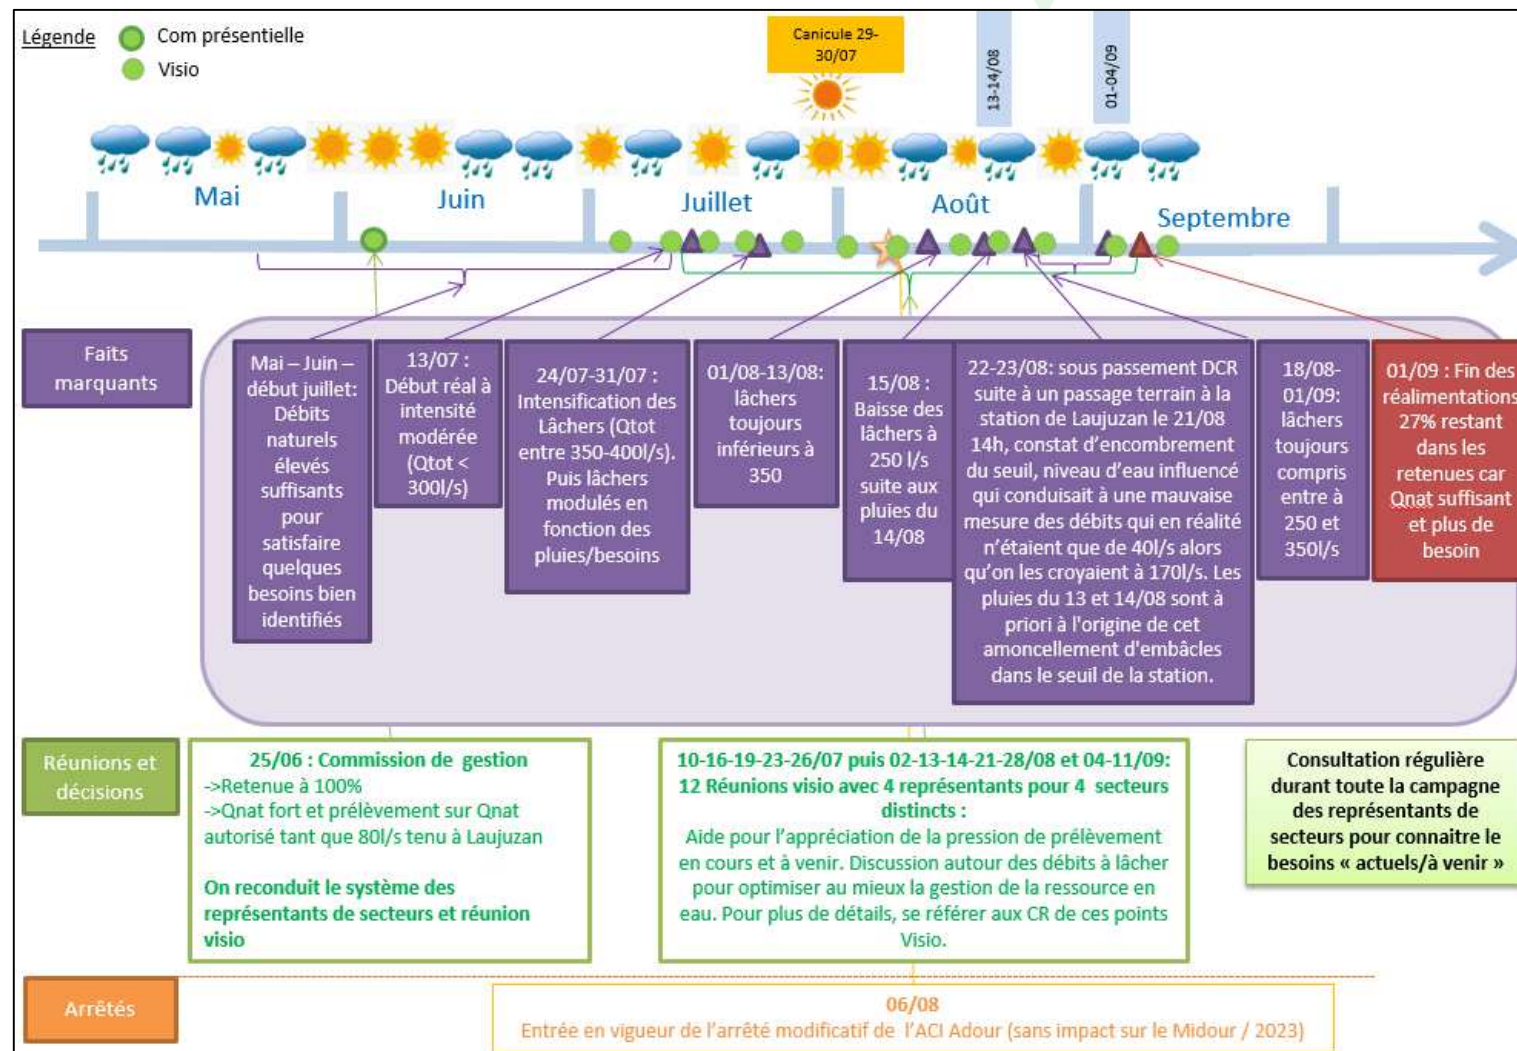 Légende
Com présentielle
Visio
Canicule 29-
30/07
13-14/08
01-04/09
Mai
Juin
Juillet
Août
Septembre
Faits
marquants
Mai – Juin –
début juillet:
Débits
naturels
élevés
suffisants
pour
satisfaire
quelques
besoins bien
identifiés
13/07 :
Début réal à
intensité
modérée
(Qtot <
300l/s)
24/07-31/07 :
Intensification des
Lâchers (Qtot
entre 350-400l/s).
Puis lâchers
modulés en
fonction des
pluies/besoins
01/08-13/08:
lâchers
toujours
inférieurs à
350
15/08 :
Baisse des
lâchers à
250 l/s
suite aux
pluies du
14/08
22-23/08: sous passement DCR
suite à un passage terrain à la
station de Laujuzan le 21/08
14h, constat d’encombrement
du seuil, niveau d’eau influencé
qui conduisait à une mauvaise
mesure des débits qui en réalité
n’étaient que de 40l/s alors
qu’on les croyaient à 170l/s. Les
pluies du 13 et 14/08 sont à
priori à l'origine de cet
amoncellement d'embâcles
dans le seuil de la station.
18/08-
01/09:
lâchers
toujours
compris
entre à
250 et
350l/s
01/09 : Fin des
réalimentations
27% restant
dans les
retenues car
Qnat suffisant
et plus de
besoin
Réunions et
décisions
25/06 : Commission de gestion
->Retenue à 100%
->Qnat fort et prélèvement sur Qnat
autorisé tant que 80l/s tenu à Laujuzan
On reconduit le système des
représentants de secteurs et réunion
visio
10-16-19-23-26/07 puis 02-13-14-21-28/08 et 04-11/09:
12 Réunions visio avec 4 représentants pour 4 secteurs
distincts :
Aide pour l’appréciation de la pression de prélèvement
en cours et à venir. Discussion autour des débits à lâcher
pour optimiser au mieux la gestion de la ressource en
eau. Pour plus de détails, se référer aux CR de ces points
Visio.
Consultation régulière
durant toute la campagne
des représentants de
secteurs pour connaitre le
besoins « actuels/à venir »
Arrêtés
06/08
Entrée en vigueur de l’arrêté modificatif de l’ACI Adour (sans impact sur le Midour / 2023)